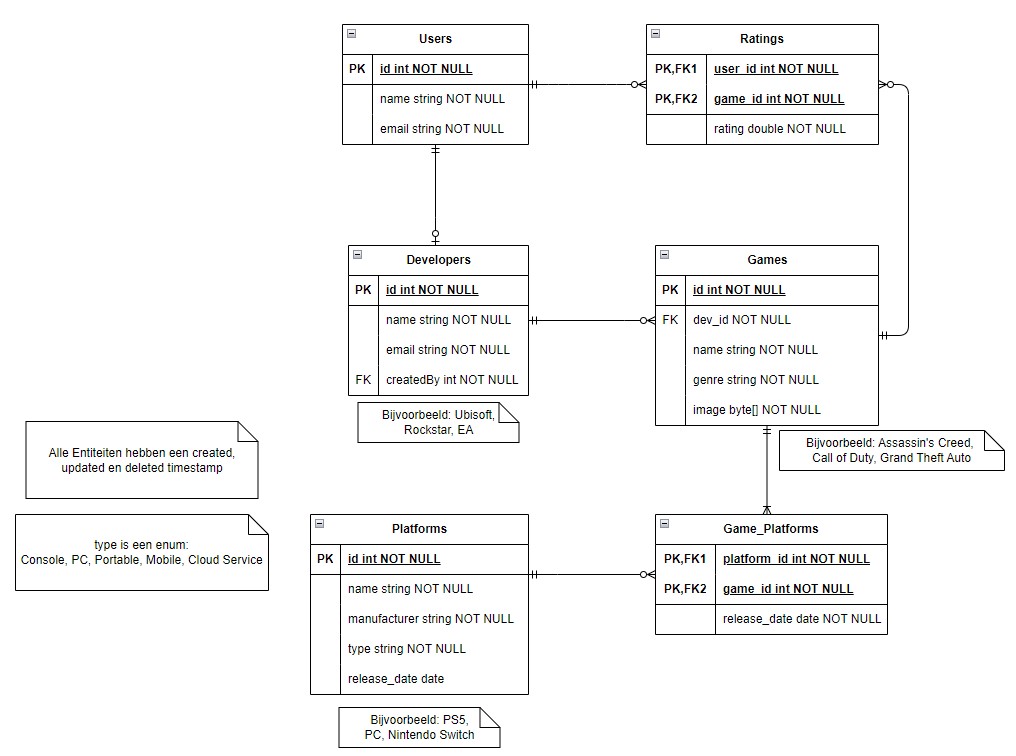 Users
PK id int NOT NULL
name string NOT NULL
email string NOT NULL
Ratings
PK,FK1 user_id int NOT NULL
PK,FK2 game_id int NOT NULL
rating double NOT NULL
Developers
PK id int NOT NULL
name string NOT NULL
email string NOT NULL
FK createdBy int NOT NULL
Bijvoorbeeld: Ubisoft,
Rockstar, EA
Games
PK id int NOT NULL
FK dev_id NOT NULL
name string NOT NULL
genre string NOT NULL
image byte[] NOT NULL
Bijvoorbeeld: Assassin's Creed,
Call of Duty, Grand Theft Auto
Alle Entiteiten hebben een created,
updated en deleted timestamp
type is een enum:
Console, PC, Portable, Mobile, Cloud Service
Platforms
PK id int NOT NULL
name string NOT NULL
manufacturer string NOT NULL
type string NOT NULL
release_date date
Bijvoorbeeld: PS5,
PC, Nintendo Switch
Game_Platforms
PK,FK1 platform_id int NOT NULL
PK,FK2 game_id int NOT NULL
release_date date NOT NULL